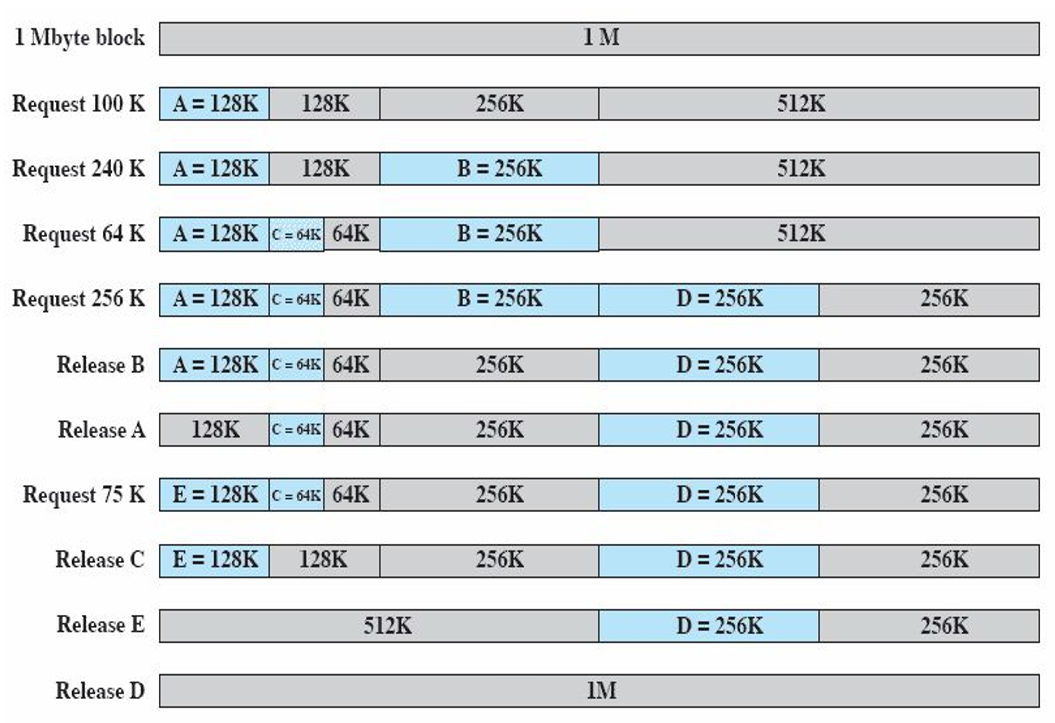 1 Mbyte block 1 M
Request 100 K A = 128K 128K 256K 512K
Request 240 K A = 128K 128K B = 256K 512K
Request 64 K A = 128K C = 64K 64K B = 256K 512K
Request 256 K A = 128K C = 64K 64K B = 256K D = 256K 256K
Release B A = 128K C = 64K 64K 256K D = 256K 256K
Release A 128K C = 64K 64K 256K D = 256K 256K
Request 75 K E = 128K C = 64K 64K 256K D = 256K 256K
Release C E = 128K 128K 256K D = 256K 256K
Release E 512K D = 256K 256K
Release D 1M